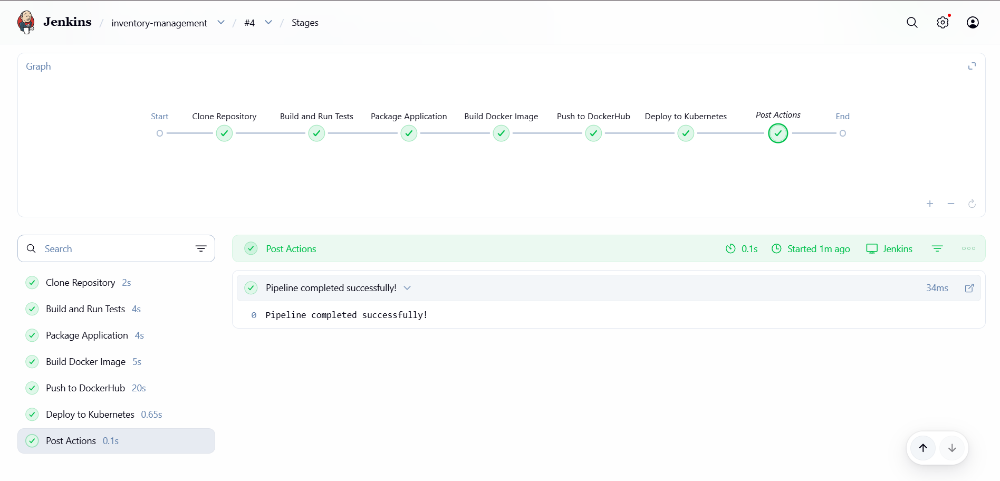 Jenkins / inventory-management / #4 / Stages
Graph
Start
Clone Repository
Build and Run Tests
Package Application
Build Docker Image
Push to DockerHub
Deploy to Kubernetes
Post Actions
End
Search
Clone Repository 2s
Build and Run Tests 4s
Package Application 4s
Build Docker Image 5s
Push to DockerHub 20s
Deploy to Kubernetes 0.65s
Post Actions 0.1s
Post Actions 0.1s Started 1m ago Jenkins
Pipeline completed successfully! 34ms
0 Pipeline completed successfully!